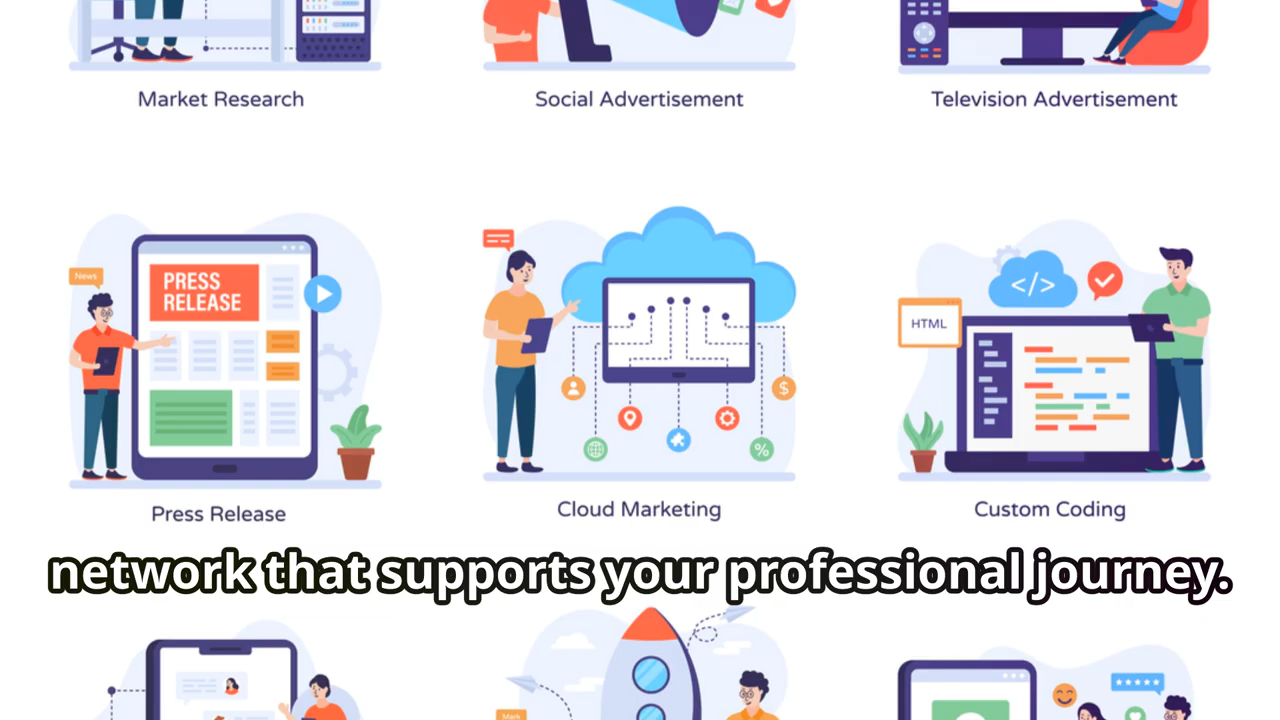 Market Research
Social Advertisement
Television Advertisement
News
PRESS
RELEASE
Press Release
$
%
Cloud Marketing
</>
HTML
Custom Coding
network that supports your professional journey.
Mark